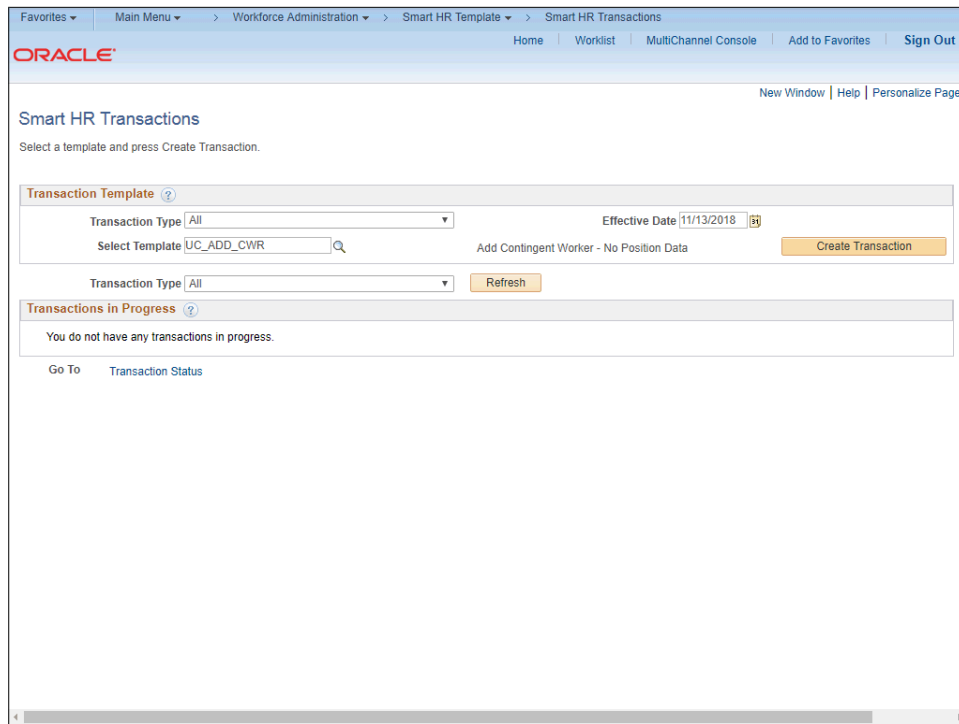 Favorites Main Menu > Workforce Administration > Smart HR Template > Smart HR Transactions
Home Worklist MultiChannel Console Add to Favorites Sign Out
ORACLE
New Window | Help | Personalize Page
Smart HR Transactions
Select a template and press Create Transaction.
Transaction Template ?
Transaction Type All Effective Date 11/13/2018 31
Select Template UC_ADD_CWR Add Contingent Worker - No Position Data Create Transaction
Transaction Type All Refresh
Transactions in Progress ?
You do not have any transactions in progress.
Go To Transaction Status